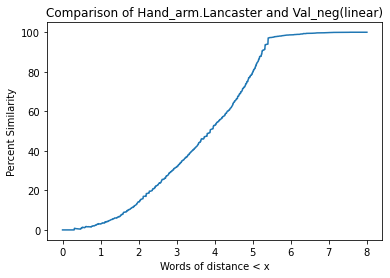 Comparison of Hand_arm.Lancaster and Val_neg(linear)
Percent Similarity
100
80
60
40
20
0
0 1 2 3 4 5 6 7 8
Words of distance < x